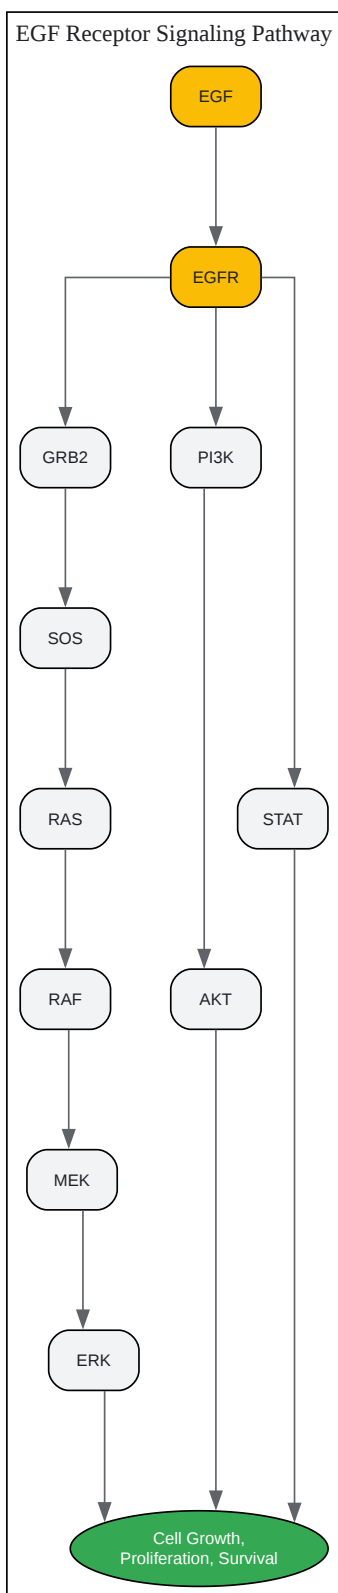 EGF Receptor Signaling Pathway
EGF
EGFR
GRB2
PI3K
SOS
RAS
STAT
RAF
AKT
MEK
ERK
Cell Growth,
Proliferation, Survival